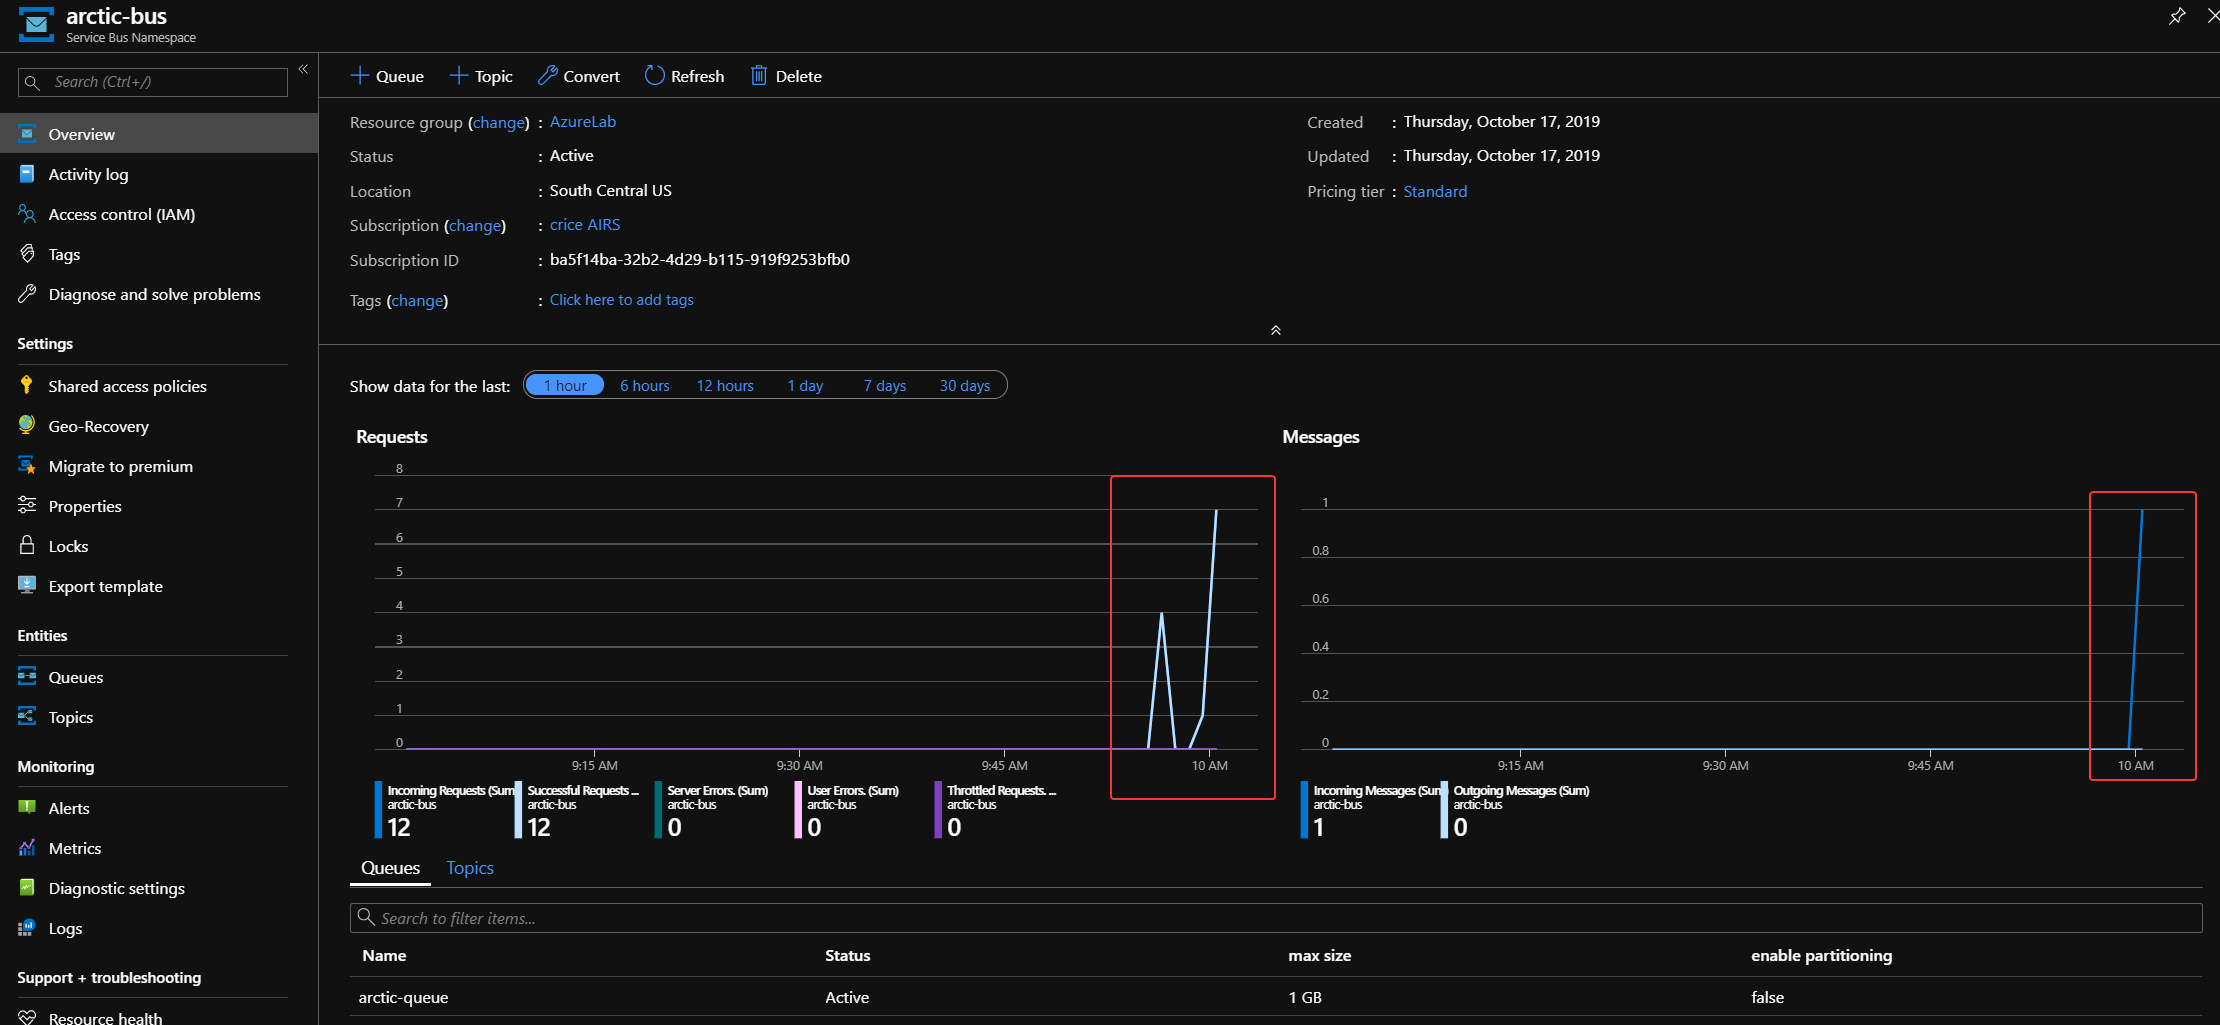 arctic-bus
Service Bus Namespace
Search (Ctrl+/)
Overview
Activity log
Access control (IAM)
Tags
Diagnose and solve problems
Settings
Shared access policies
Geo-Recovery
Migrate to premium
Properties
Locks
Export template
Entities
Queues
Topics
Monitoring
Alerts
Metrics
Diagnostic settings
Logs
Support + troubleshooting
Resource health
Queue Topic Convert Refresh Delete
Resource group (change) : AzureLab
Status : Active
Location : South Central US
Subscription (change) : crice AIRS
Subscription ID : ba5f14ba-32b2-4d29-b115-919f9253bfb0
Tags (change) : Click here to add tags
Created : Thursday, October 17, 2019
Updated : Thursday, October 17, 2019
Pricing tier : Standard
Show data for the last: 1 hour 6 hours 12 hours 1 day 7 days 30 days
Requests
8
7
6
5
4
3
2
1
0
9:15 AM 9:30 AM 9:45 AM 10 AM
Incoming Requests (Sum
arctic-bus
12
Successful Requests ...
arctic-bus
12
Server Errors. (Sum)
arctic-bus
0
User Errors. (Sum)
arctic-bus
0
Throttled Requests. ...
arctic-bus
0
Messages
1
0.8
0.6
0.4
0.2
0
9:15 AM 9:30 AM 9:45 AM 10 AM
Incoming Messages (Sum
arctic-bus
1
Outgoing Messages (Sum)
arctic-bus
0
Queues Topics
Search to filter items...
Name Status max size enable partitioning
arctic-queue Active 1 GB false